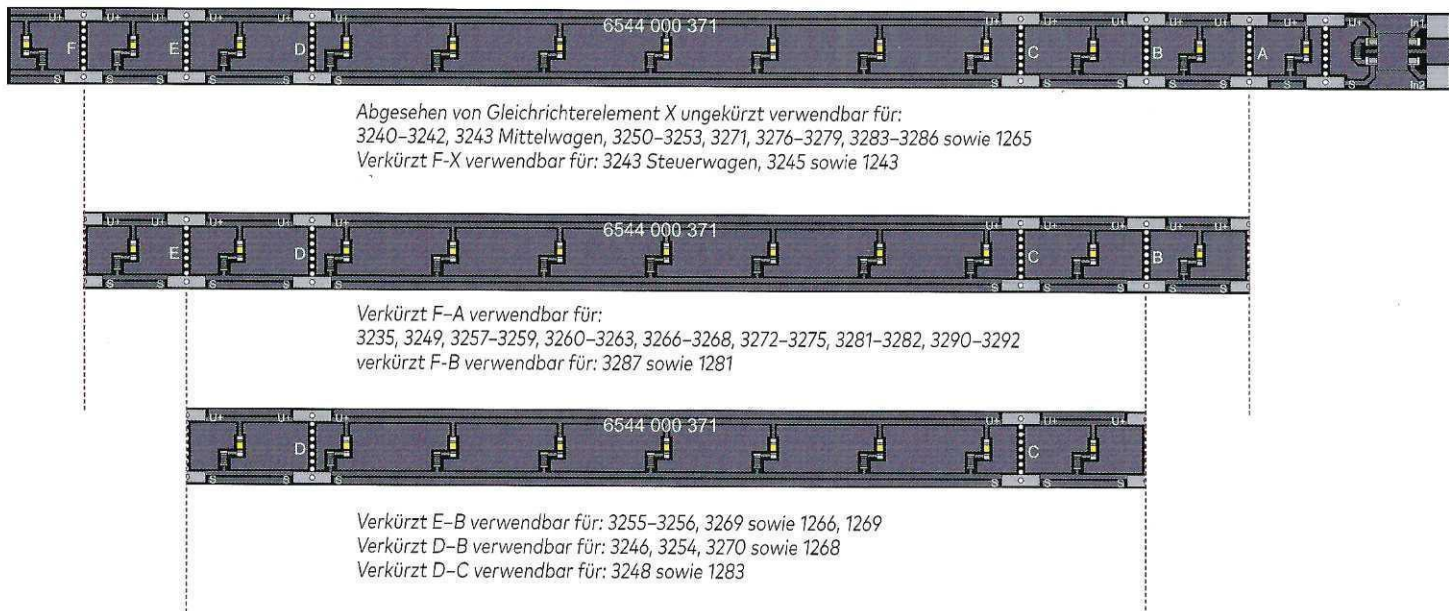 U+ U+ U+ U+ U+ 6544 000 371 U+ U+ U+ U+ U+ U+ U+ In1
F E D C B A
S S S S S S S S S S S S S In2
Abgesehen von Gleichrichterelement X ungekürzt verwendbar für:
3240–3242, 3243 Mittelwagen, 3250–3253, 3271, 3276–3279, 3283–3286 sowie 1265
Verkürzt F-X verwendbar für: 3243 Steuerwagen, 3245 sowie 1243
U+ U+ U+ U+ U+ 6544 000 371 U+ U+ U+ U+ U+
E D C B
S S S S S S S S S S
Verkürzt F–A verwendbar für:
3235, 3249, 3257–3259, 3260–3263, 3266–3268, 3272–3275, 3281–3282, 3290–3292
verkürzt F-B verwendbar für: 3287 sowie 1281
U+ U+ U+ 6544 000 371 U+ U+ U+
D C
S S S S S S
Verkürzt E–B verwendbar für: 3255–3256, 3269 sowie 1266, 1269
Verkürzt D–B verwendbar für: 3246, 3254, 3270 sowie 1268
Verkürzt D–C verwendbar für: 3248 sowie 1283